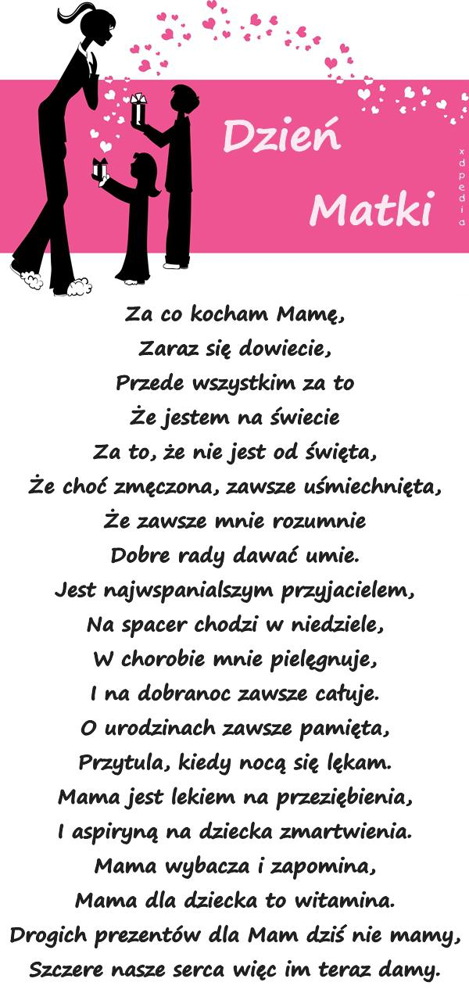 Dzień
Matki
xdpedia
Za co kocham Mamę,
Zaraz się dowiecie,
Przede wszystkim za to
Że jestem na świecie
Za to, że nie jest od święta,
Że choć zmęczona, zawsze uśmiechnięta,
Że zawsze mnie rozumnie
Dobre rady dawać umie.
Jest najwspanialszym przyjacielem,
Na spacer chodzi w niedziele,
W chorobie mnie pielęgnuje,
I na dobranoc zawsze całuje.
O urodzinach zawsze pamięta,
Przytula, kiedy nocą się lękam.
Mama jest lekiem na przeziębienia,
I aspiryną na dziecka zmartwienia.
Mama wybacza i zapomina,
Mama dla dziecka to witamina.
Drogich prezentów dla Mam dziś nie mamy,
Szczere nasze serca więc im teraz damy.